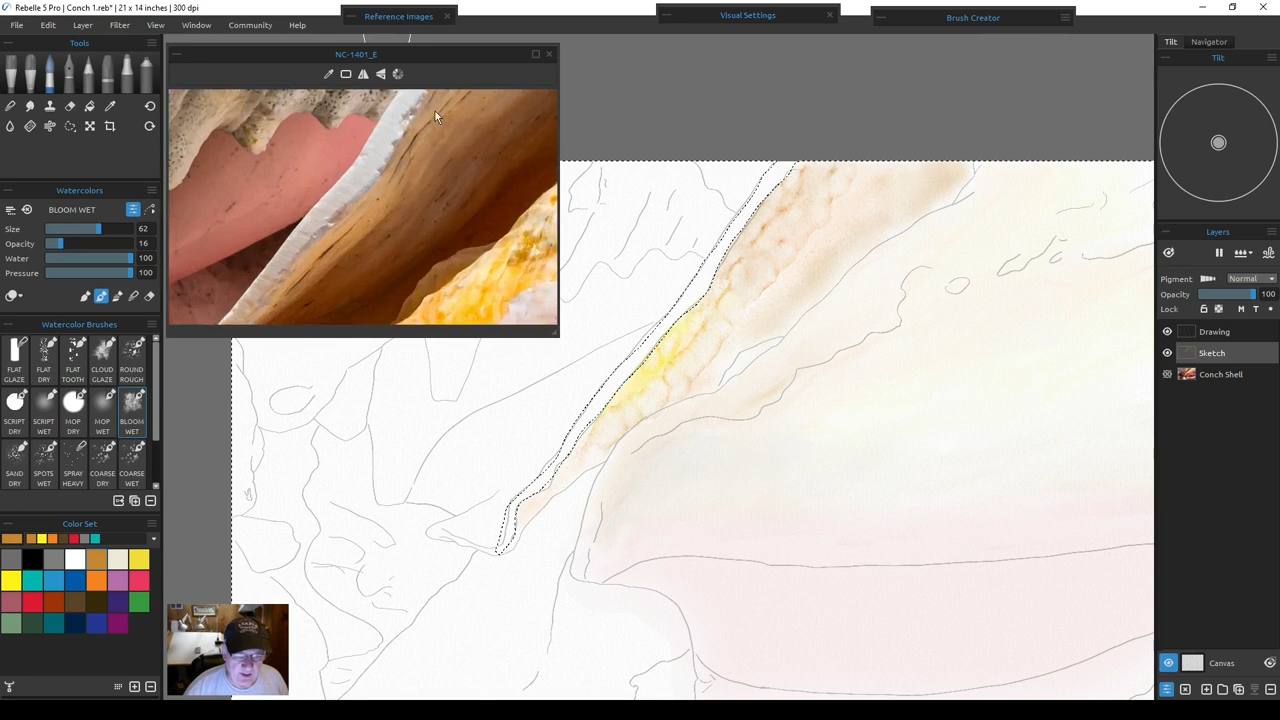 Rebelle 5 Pro | Conch 1.reb* | 21 x 14 inches | 300 dpi
File Edit Layer Filter View Window Community Help
Reference Images
Visual Settings
Brush Creator
Tools
NC-1401_E
Tilt Navigator
Tilt
Watercolors
BLOOM WET
Size 62
Opacity 16
Water 100
Pressure 100
Watercolor Brushes
FLAT GLAZE
FLAT DRY
FLAT TOOTH
CLOUD GLAZE
ROUND ROUGH
SCRIPT DRY
SCRIPT WET
MOP DRY
MOP WET
BLOOM WET
SAND DRY
SPOTS WET
SPRAY HEAVY
COARSE DRY
COARSE WET
Color Set
Layers
Pigment Normal
Opacity 100
Lock M T
Drawing
Sketch
Conch Shell
Canvas